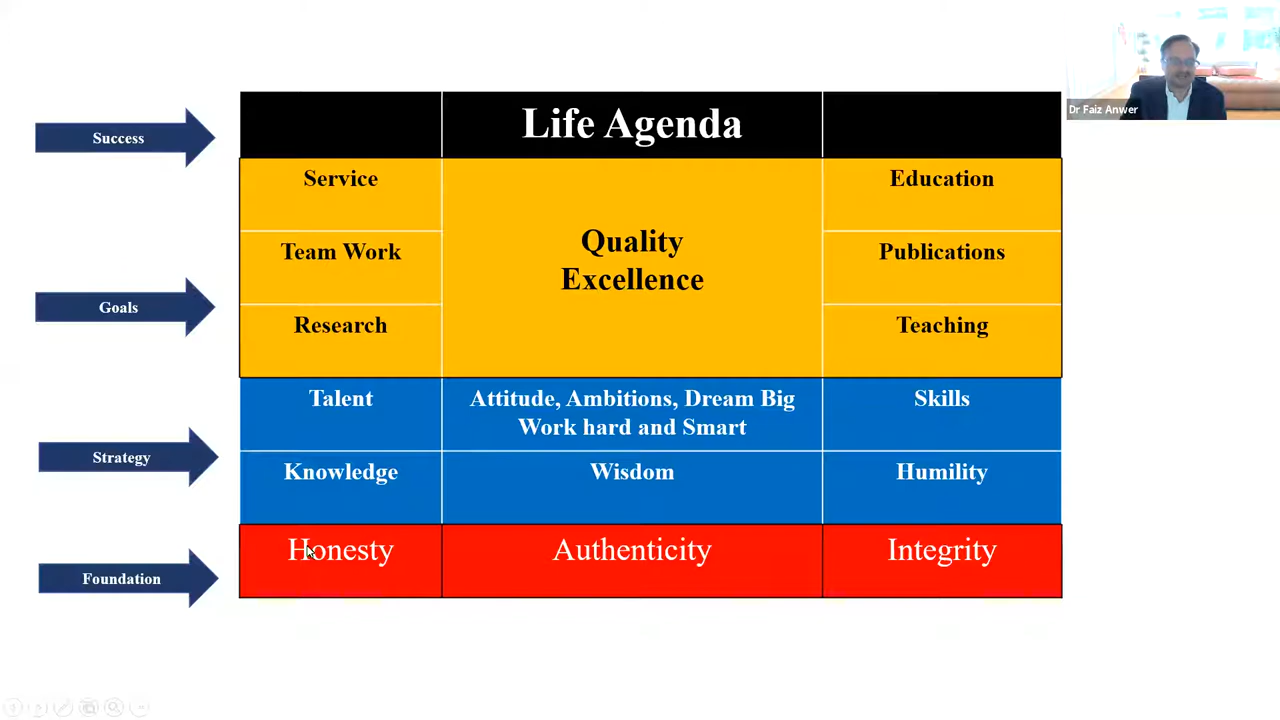 Dr Faiz Anwer
Success
Life Agenda
Service
Education
Quality
Excellence
Team Work
Publications
Goals
Research
Teaching
Talent
Attitude, Ambitions, Dream Big
Work hard and Smart
Skills
Strategy
Knowledge
Wisdom
Humility
Honesty
Authenticity
Integrity
Foundation